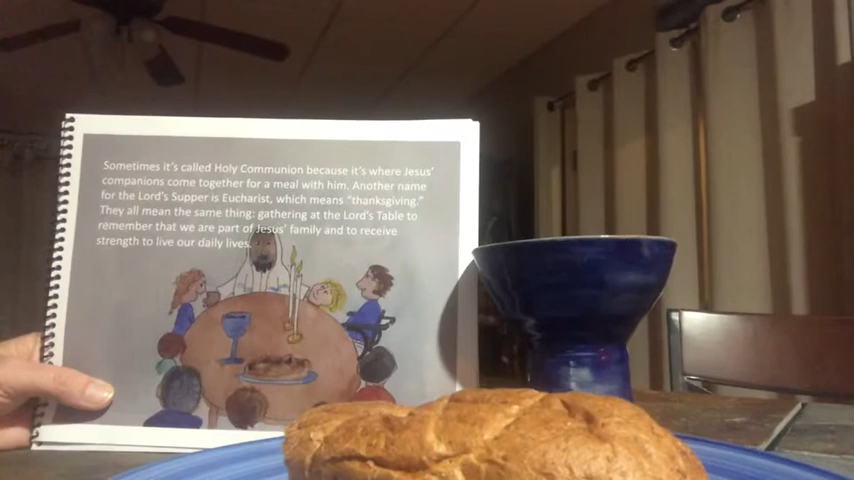 Sometimes it's called Holy Communion because it's where Jesus'
companions come together for a meal with him. Another name
for the Lord's Supper is Eucharist, which means "thanksgiving."
They all mean the same thing: gathering at the Lord's Table to
remember that we are part of Jesus' family and to receive
strength to live our daily lives.